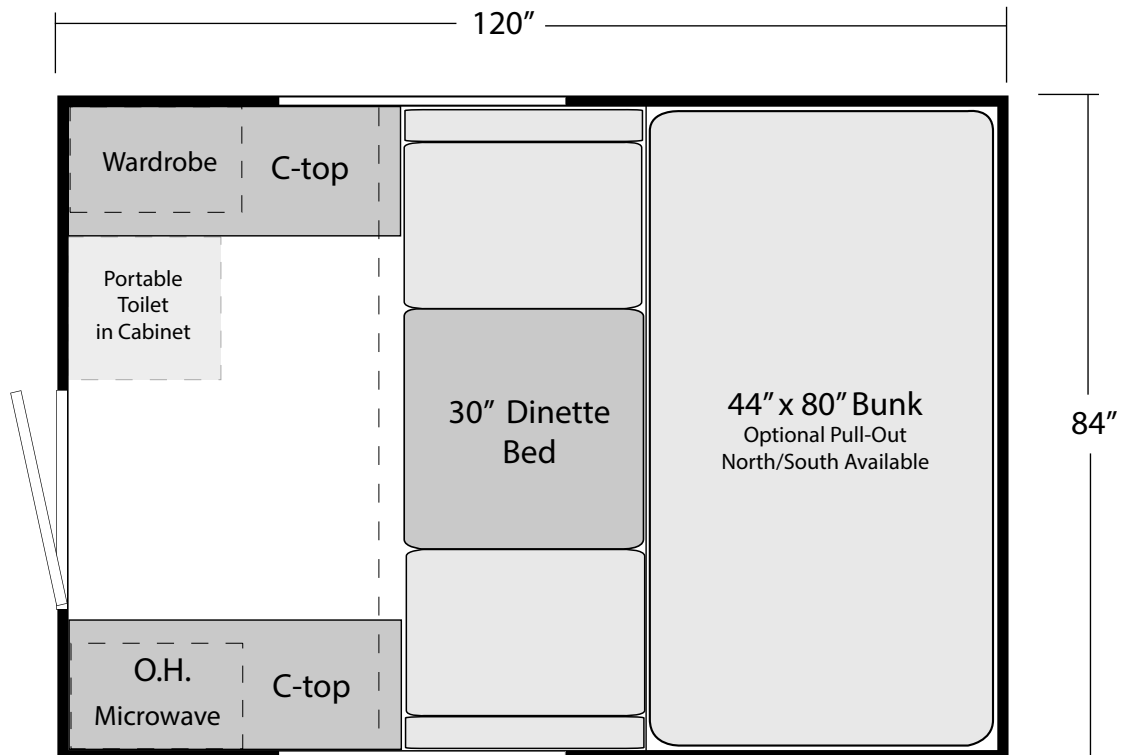 120”
Wardrobe
C-top
Portable
Toilet
in Cabinet
30” Dinette
Bed
44” x 80” Bunk
Optional Pull-Out
North/South Available
84”
O.H.
Microwave
C-top